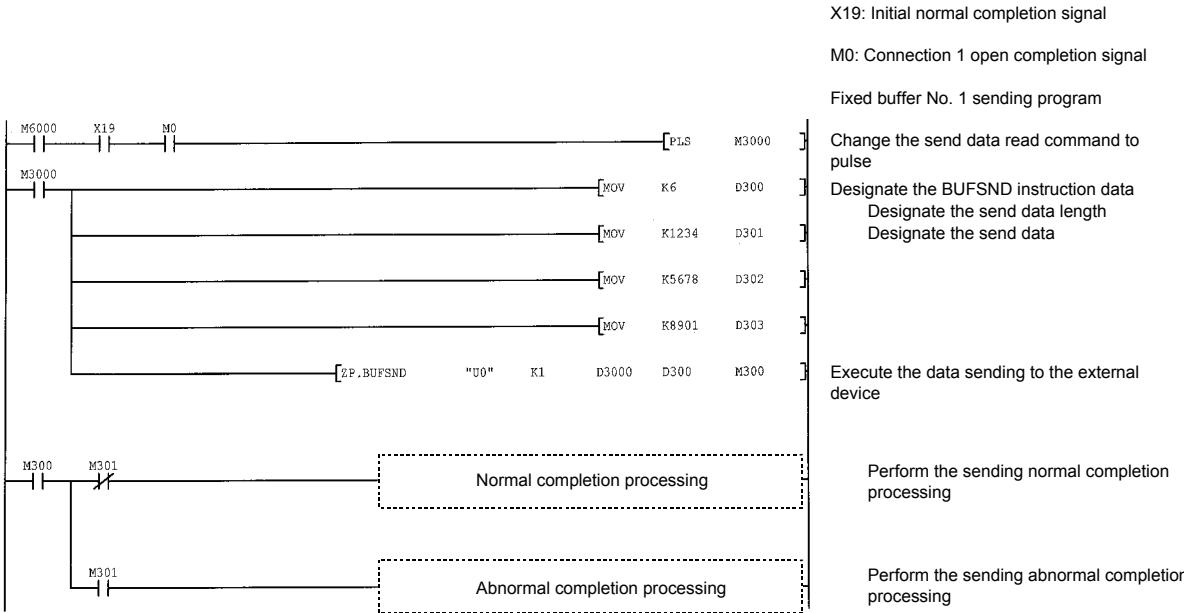 X19: Initial normal completion signal
M0: Connection 1 open completion signal
Fixed buffer No. 1 sending program
M6000 X19 M0
PLS M3000
Change the send data read command to
pulse
M3000
MOV K6 D300
Designate the BUFSND instruction data
Designate the send data length
MOV K1234 D301
Designate the send data
MOV K5678 D302
MOV K8901 D303
ZP.BUFSND "U0" K1 D3000 D300 M300
Execute the data sending to the external
device
M300 M301
Normal completion processing
Perform the sending normal completion
processing
M301
Abnormal completion processing
Perform the sending abnormal completion
processing